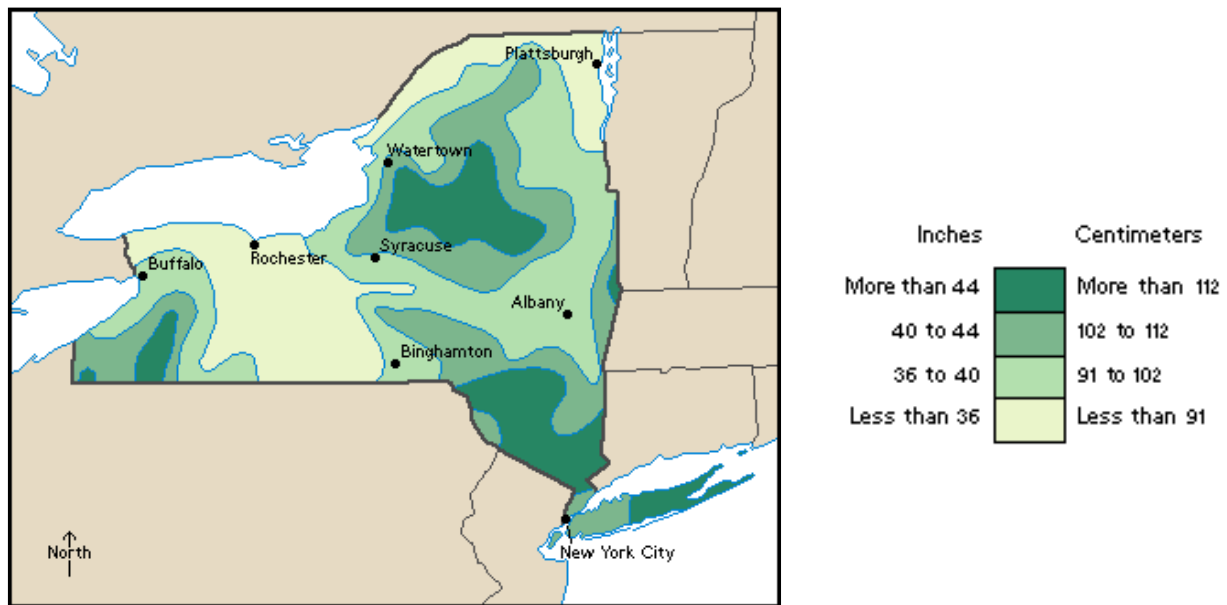 Plattsburgh
Watertown
Syracuse
Rochester
Buffalo
Albany
Binghamton
New York City
North
Inches Centimeters
More than 44 More than 112
40 to 44 102 to 112
36 to 40 91 to 102
Less than 36 Less than 91